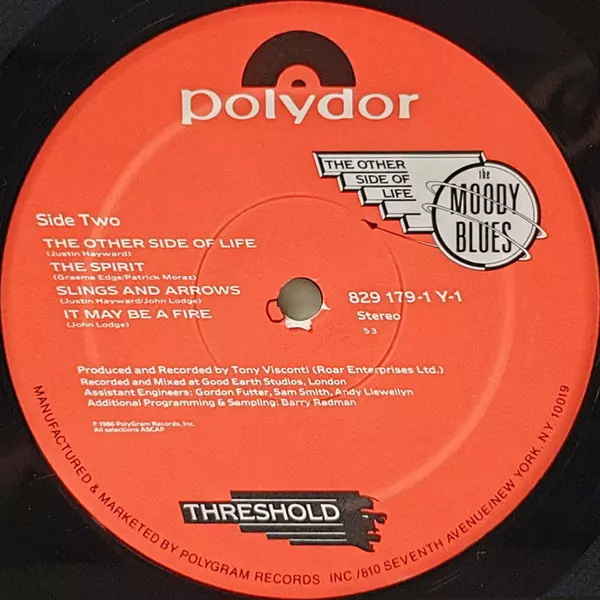 polydor
THE OTHER
SIDE OF
LIFE
the
MOODY
BLUES
Side Two
THE OTHER SIDE OF LIFE
(Justin Hayward)
THE SPIRIT
(Graeme Edge/Patrick Moraz)
SLINGS AND ARROWS
(Justin Hayward/John Lodge)
IT MAY BE A FIRE
(John Lodge)
829 179-1 Y-1
Stereo
53
Produced and Recorded by Tony Visconti (Roar Enterprises Ltd.)
Recorded and Mixed at Good Earth Studios, London
Assistant Engineers: Gordon Futter, Sam Smith, Andy Llewellyn
Additional Programming & Sampling: Barry Radman
℗ 1986 PolyGram Records, Inc.
All selections ASCAP
THRESHOLD
MANUFACTURED & MARKETED BY POLYGRAM RECORDS. INC./810 SEVENTH AVENUE/NEW YORK, NY 10019